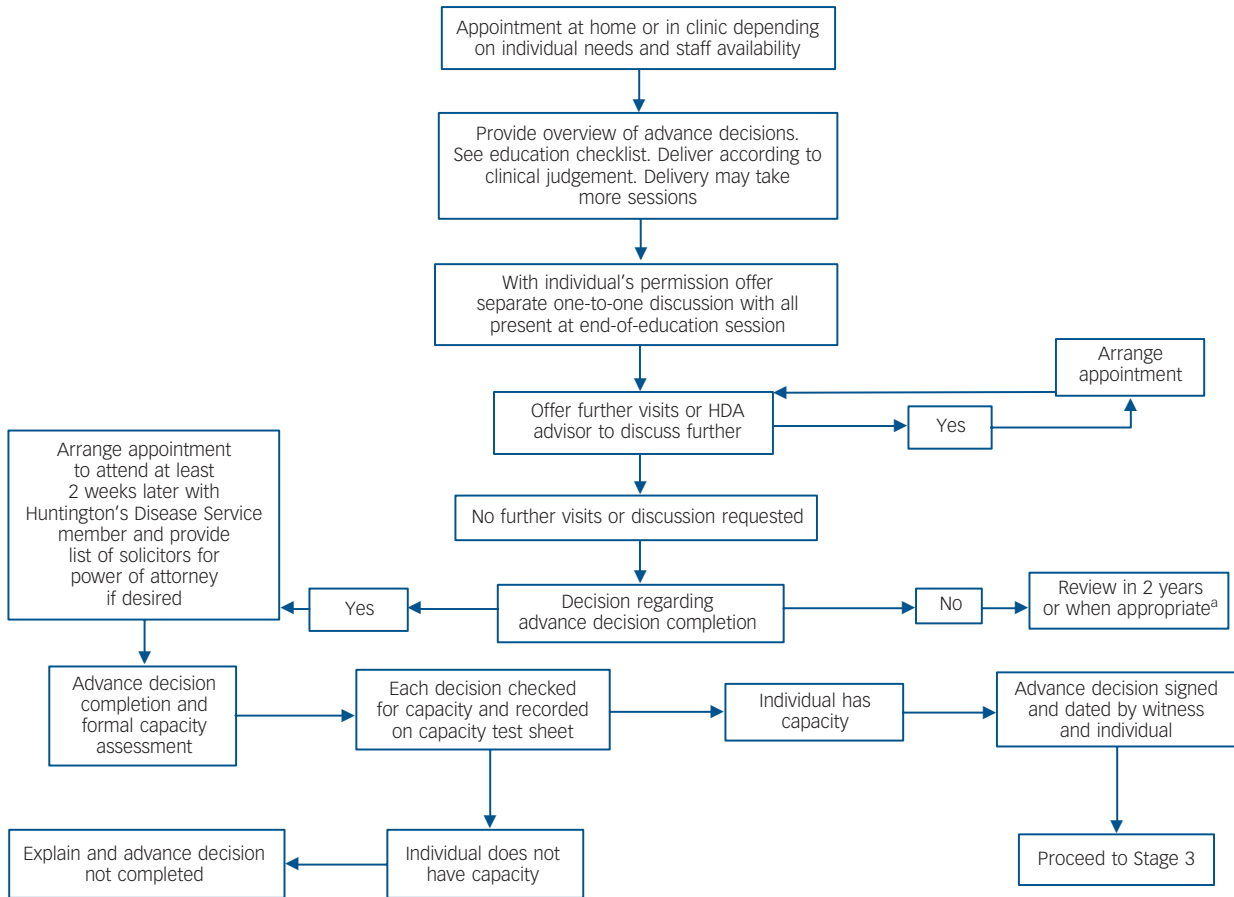 Appointment at home or in clinic depending
on individual needs and staff availability
Provide overview of advance decisions.
See education checklist. Deliver according to
clinical judgement. Delivery may take
more sessions
With individual’s permission offer
separate one-to-one discussion with all
present at end-of-education session
Arrange
appointment
Offer further visits or HDA
advisor to discuss further
Yes
Arrange appointment
to attend at least
2 weeks later with
Huntington’s Disease Service
member and provide
list of solicitors for
power of attorney
if desired
No further visits or discussion requested
Yes
Decision regarding
advance decision completion
No
Review in 2 years
or when appropriateᵃ
Advance decision
completion and
formal capacity
assessment
Each decision checked
for capacity and recorded
on capacity test sheet
Individual has
capacity
Advance decision signed
and dated by witness
and individual
Explain and advance decision
not completed
Individual does not
have capacity
Proceed to Stage 3